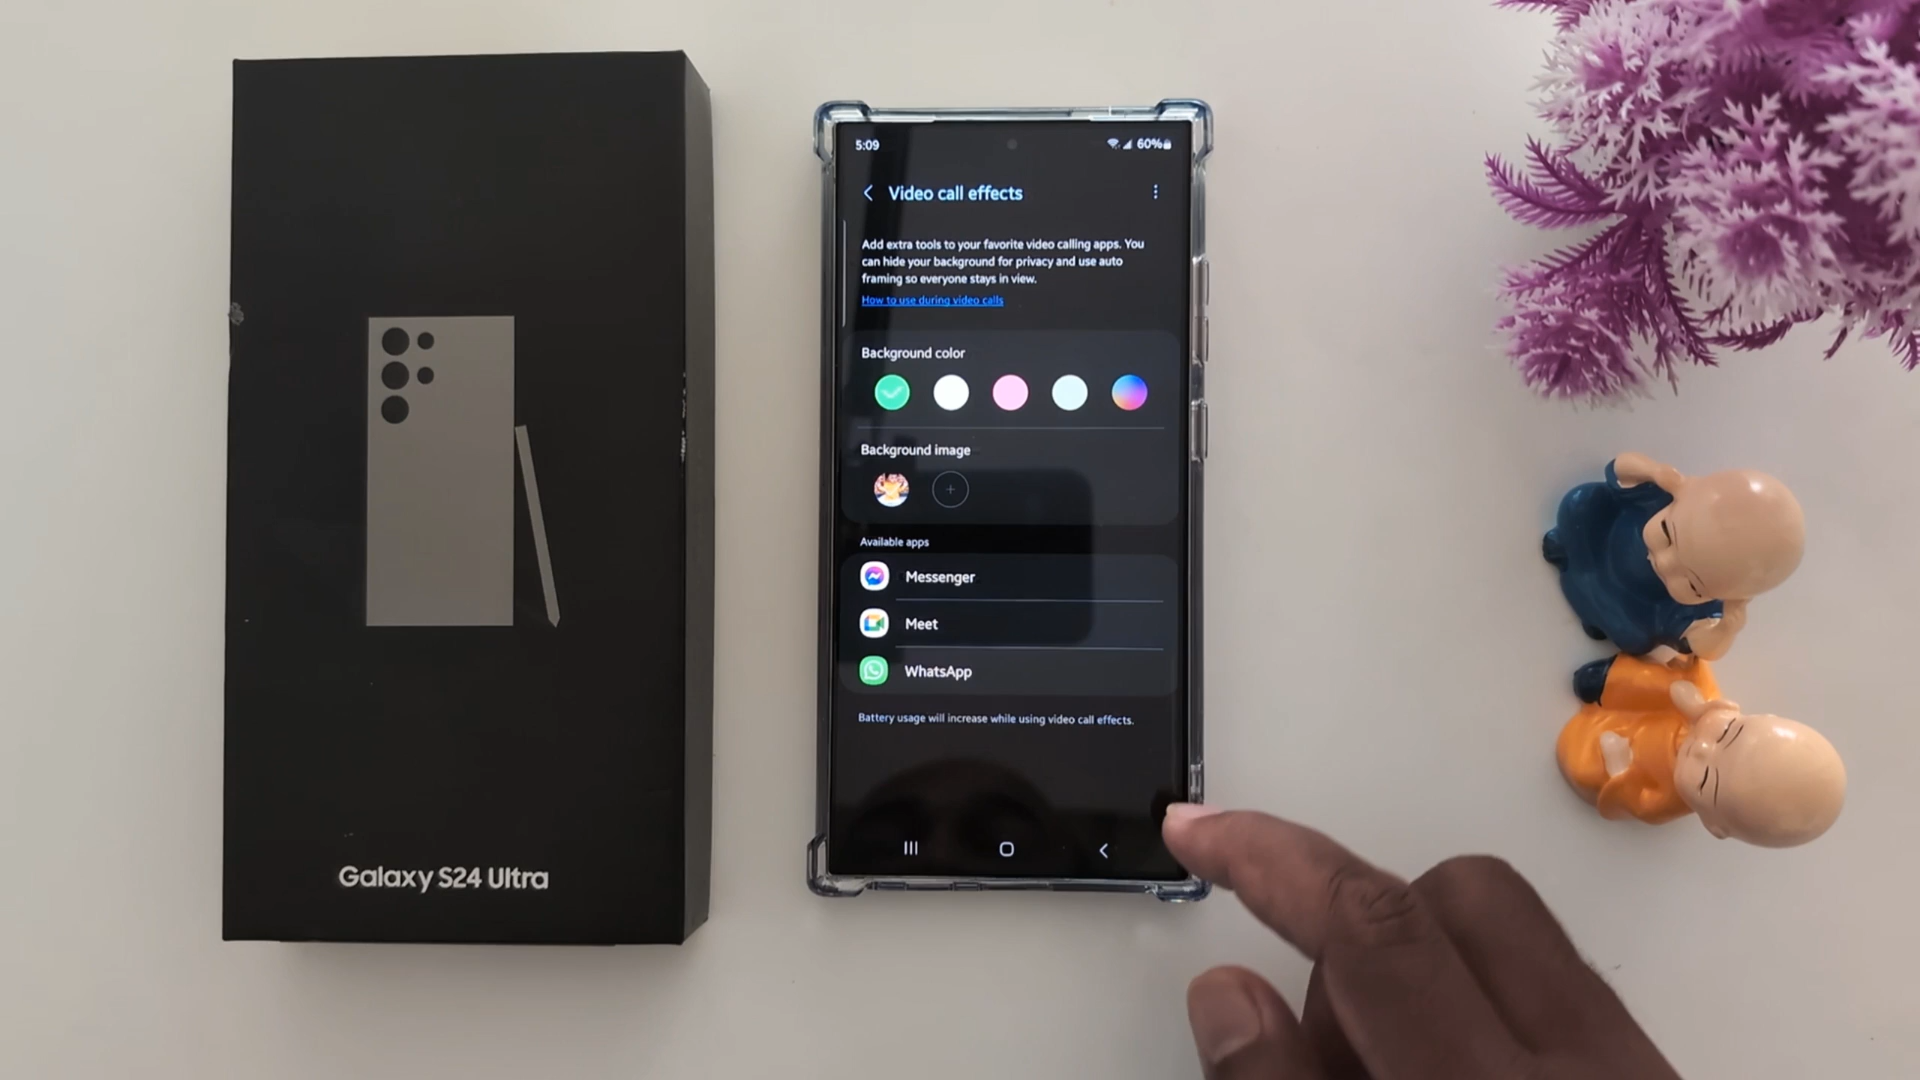 Galaxy S24 Ultra
5:09
60%
Video call effects
Add extra tools to your favorite video calling apps. You
can hide your background for privacy and use auto
framing so everyone stays in view.
How to use during video calls
Background color
Background image
Available apps
Messenger
Meet
WhatsApp
Battery usage will increase while using video call effects.